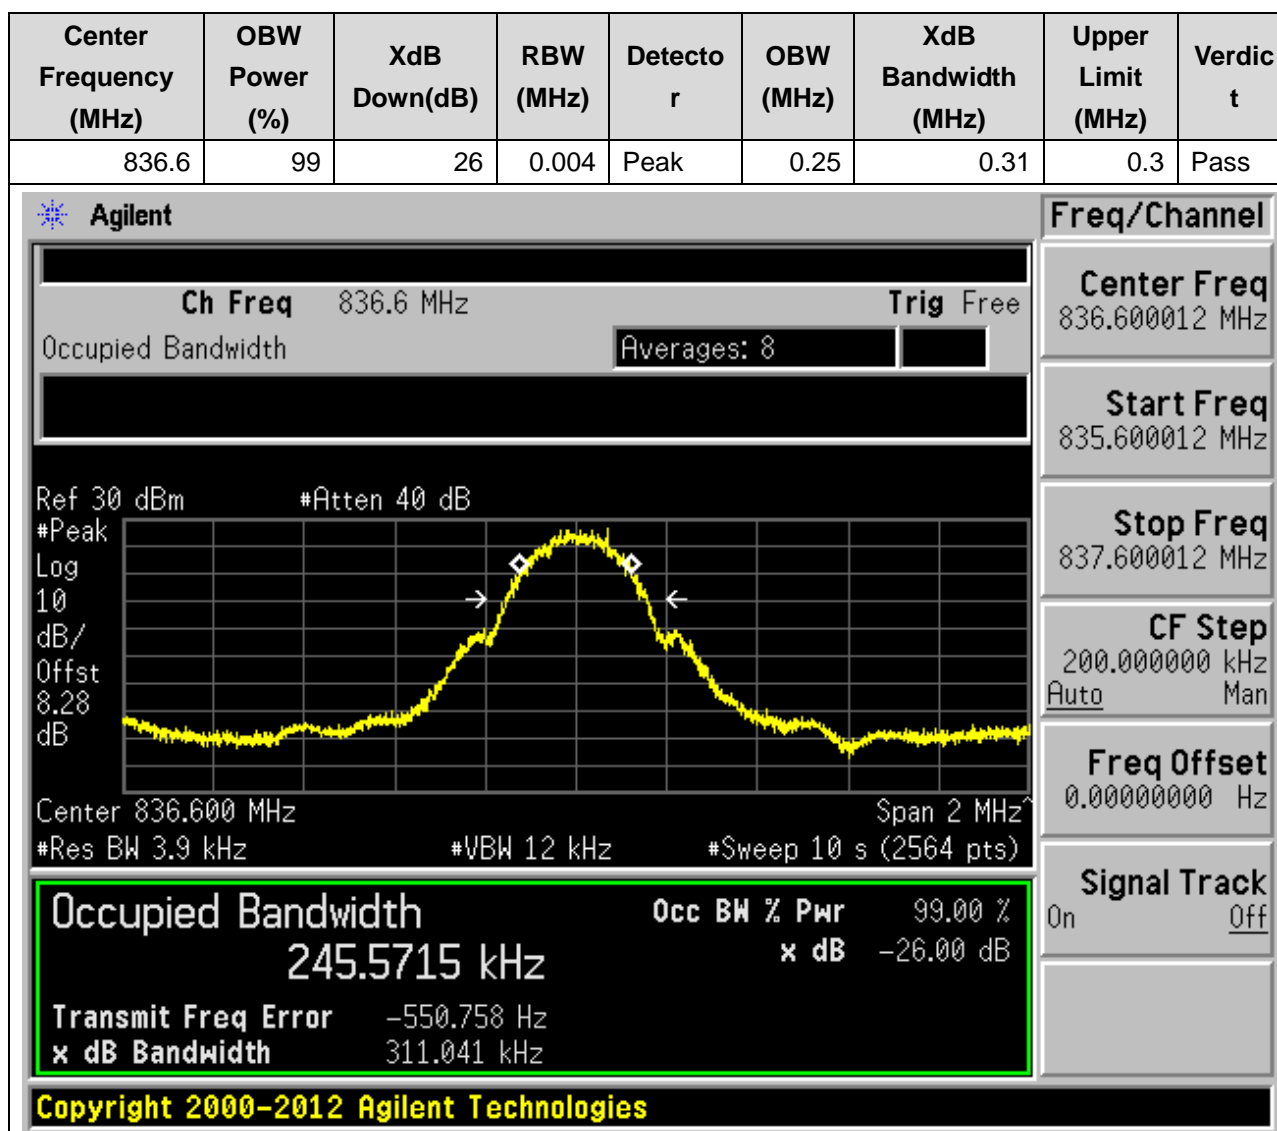 Center Frequency (MHz) OBW Power (%) XdB Down(dB) RBW (MHz) Detecto r OBW (MHz) XdB Bandwidth (MHz) Upper Limit (MHz) Verdic t
836.6 99 26 0.004 Peak 0.25 0.31 0.3 Pass
Agilent
Freq/Channel
Ch Freq 836.6 MHz Trig Free
Occupied Bandwidth Averages: 8
Center Freq
836.600012 MHz
Start Freq
835.600012 MHz
Stop Freq
837.600012 MHz
CF Step
200.000000 kHz
Auto Man
Freq Offset
0.00000000 Hz
Signal Track
On Off
Ref 30 dBm #Atten 40 dB
#Peak
Log
10
dB/
Offst
8.28
dB
Center 836.600 MHz Span 2 MHz^
#Res BW 3.9 kHz #VBW 12 kHz #Sweep 10 s (2564 pts)
Occupied Bandwidth Occ BW % Pwr 99.00 %
245.5715 kHz x dB -26.00 dB
Transmit Freq Error -550.758 Hz
x dB Bandwidth 311.041 kHz
Copyright 2000-2012 Agilent Technologies